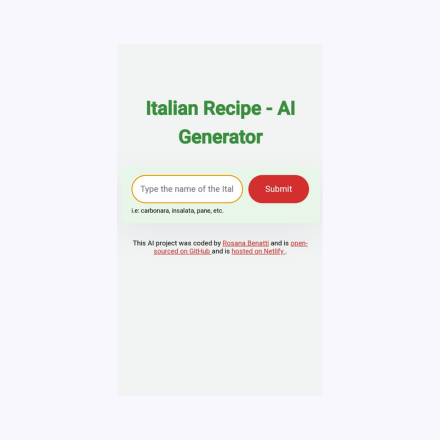 Italian Recipe - AI
Generator
Type the name of the Ital
Submit
i.e: carbonara, insalata, pane, etc.
This AI project was coded by Rosana Benatti and is open-
sourced on GitHub and is hosted on Netlify .